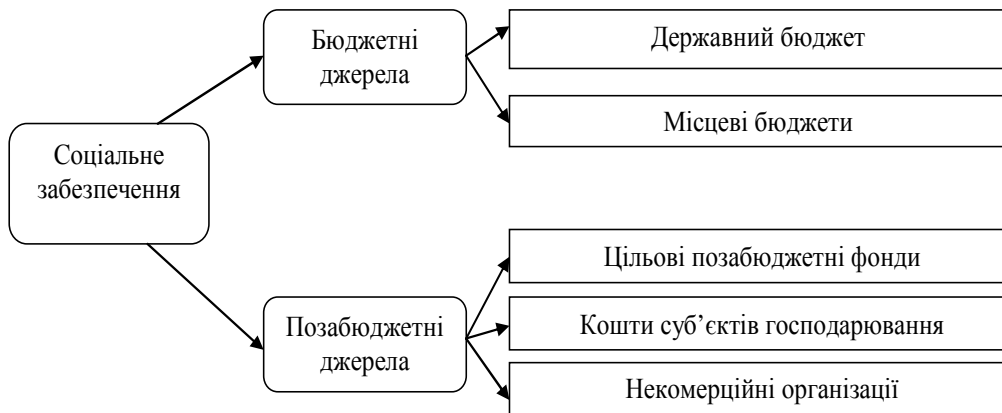 Соціальне
забезпечення
Бюджетні
джерела
Державний бюджет
Місцеві бюджети
Позабюджетні
джерела
Цільові позабюджетні фонди
Кошти суб’єктів господарювання
Некомерційні організації